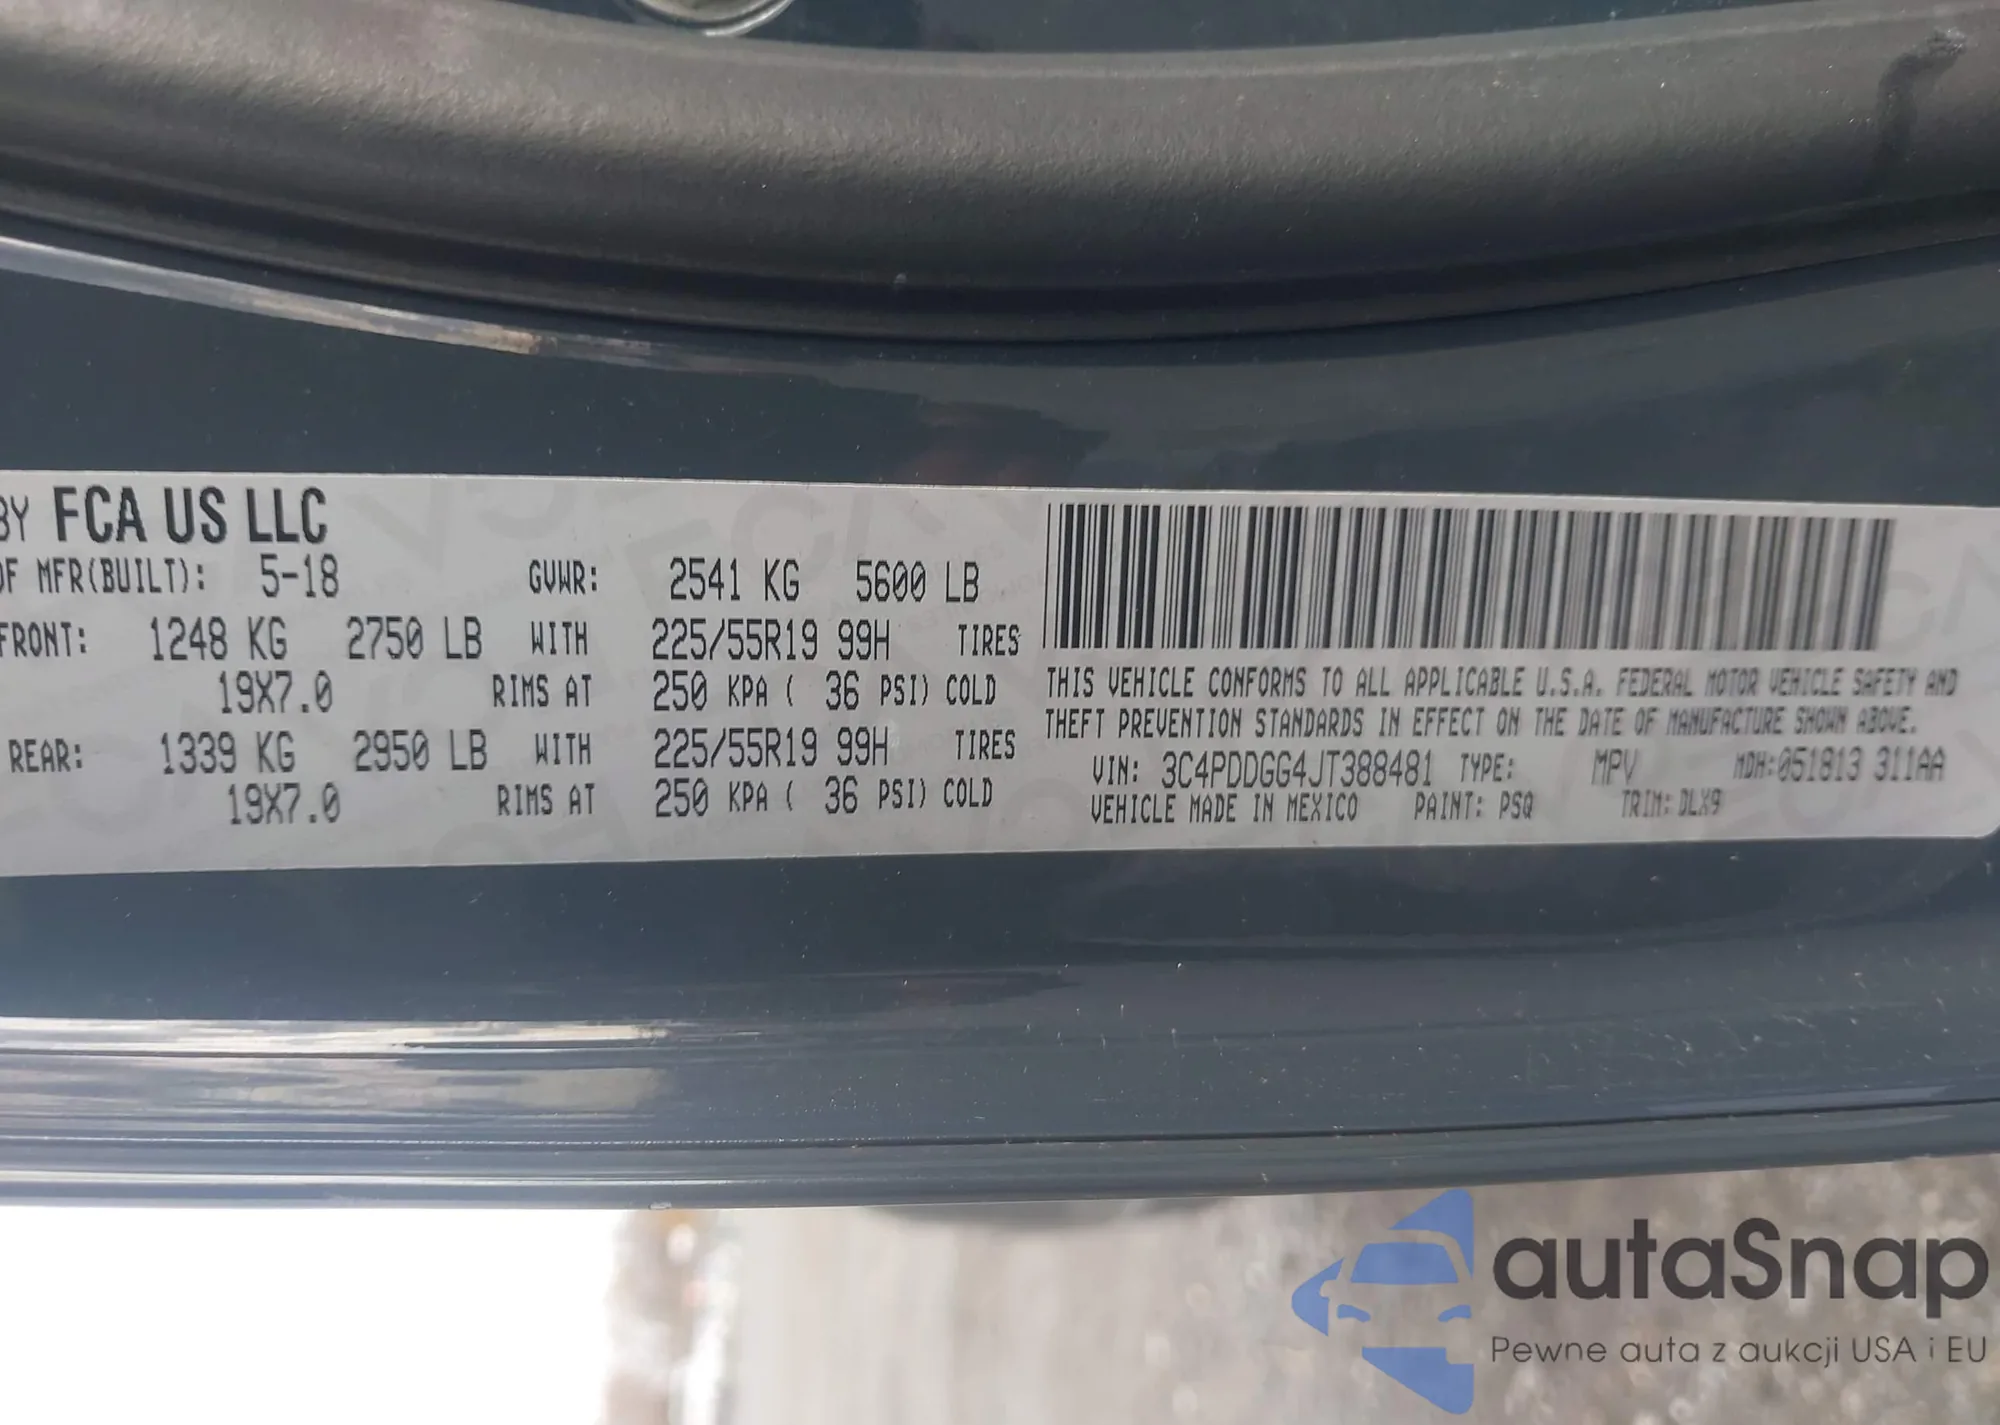 BY FCA US LLC
OF MFR(BUILT): 5-18 GVWR: 2541 KG 5600 LB
FRONT: 1248 KG 2750 LB WITH 225/55R19 99H TIRES
19X7.0 RIMS AT 250 KPA ( 36 PSI) COLD
REAR: 1339 KG 2950 LB WITH 225/55R19 99H TIRES
19X7.0 RIMS AT 250 KPA ( 36 PSI) COLD
THIS VEHICLE CONFORMS TO ALL APPLICABLE U.S.A. FEDERAL MOTOR VEHICLE SAFETY AND
THEFT PREVENTION STANDARDS IN EFFECT ON THE DATE OF MANUFACTURE SHOWN ABOVE.
VIN: 3C4PDDGG4JT388481 TYPE: MPV MDH:051813 311AA
VEHICLE MADE IN MEXICO PAINT: PSQ TRIM: DLX9
autaSnap
Pewne auta z aukcji USA i EU